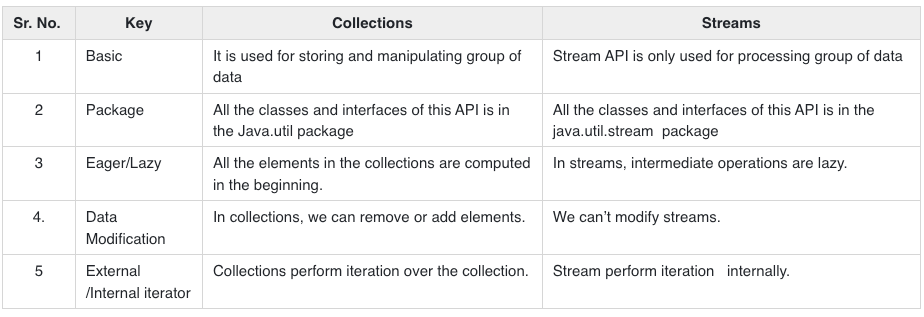 Sr. No. Key Collections Streams
1 Basic It is used for storing and manipulating group of Stream API is only used for processing group of data
data
2 Package All the classes and interfaces of this API is in All the classes and interfaces of this API is in the
the Java.util package java.util.stream package
3 Eager/Lazy All the elements in the collections are computed In streams, intermediate operations are lazy.
in the beginning.
4. Data In collections, we can remove or add elements. We can’t modify streams.
Modification
5 External Collections perform iteration over the collection. Stream perform iteration internally.
/Internal iterator